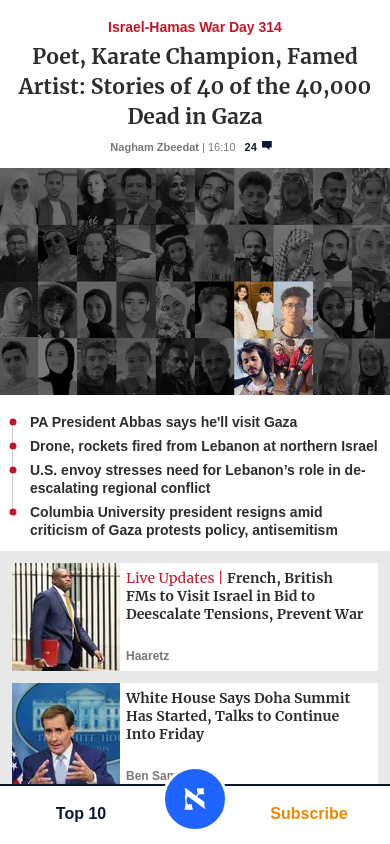 Israel-Hamas War Day 314
Poet, Karate Champion, Famed
Artist: Stories of 40 of the 40,000
Dead in Gaza
Nagham Zbeedat | 16:10 24
PA President Abbas says he'll visit Gaza
Drone, rockets fired from Lebanon at northern Israel
U.S. envoy stresses need for Lebanon’s role in de-
escalating regional conflict
Columbia University president resigns amid
criticism of Gaza protests policy, antisemitism
Live Updates | French, British
FMs to Visit Israel in Bid to
Deescalate Tensions, Prevent War
Haaretz
White House Says Doha Summit
Has Started, Talks to Continue
Into Friday
Ben Sam
Top 10
Subscribe